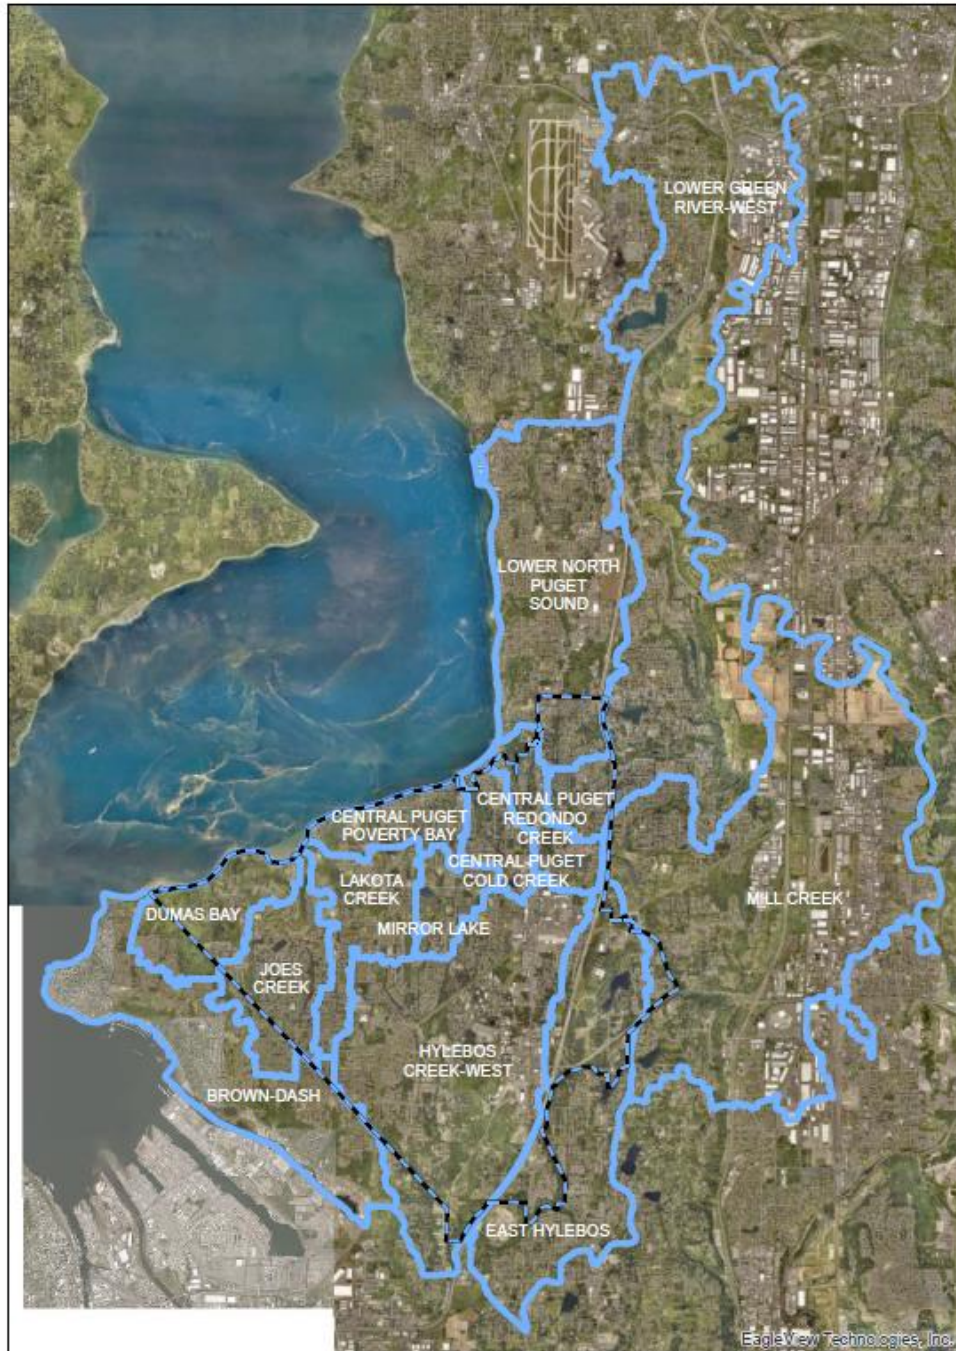 LOWER GREEN
RIVER-WEST
LOWER NORTH
PUGET
SOUND
CENTRAL PUGET
REDONDO
CREEK
CENTRAL PUGET
POVERTY BAY
CENTRAL PUGET
COLD CREEK
LAKOTA
CREEK
MILL CREEK
DUMAS BAY
MIRROR LAKE
JOES
CREEK
HYLEBOS
CREEK-WEST
BROWN-DASH
EAST HYLEBOS
EagleView Technologies, Inc.